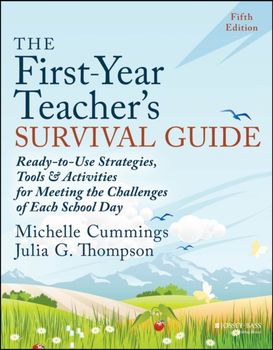 Fifth
Edition
THE
First-Year
Teacher's
SURVIVAL GUIDE
Ready-to-Use Strategies,
Tools & Activities
for Meeting the Challenges
of Each School Day
Michelle Cummings
Julia G. Thompson
JOSSEY-BASS